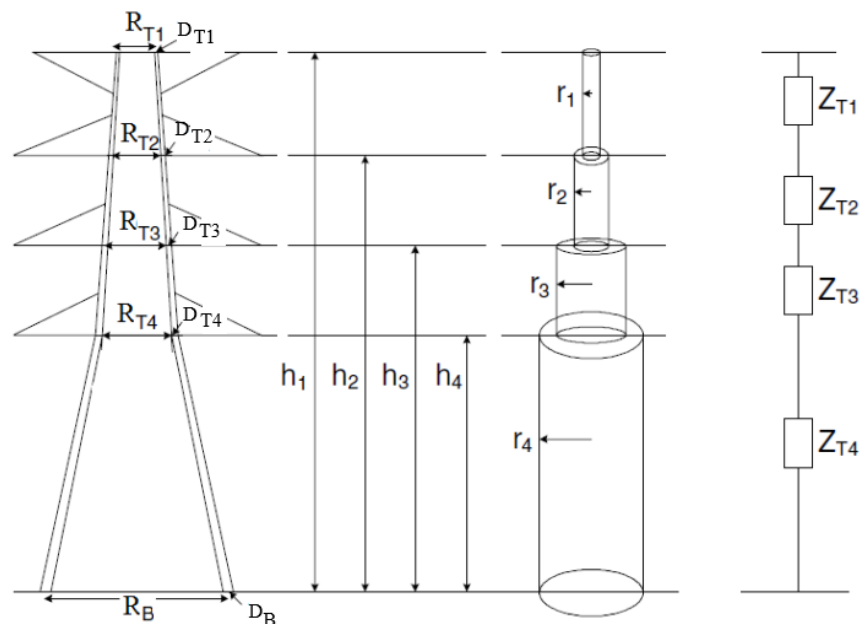 R_T1
D_T1
r_1
Z_T1
R_T2
D_T2
r_2
Z_T2
R_T3
D_T3
r_3
Z_T3
R_T4
D_T4
h_1
h_2
h_3
h_4
r_4
Z_T4
R_B
D_B